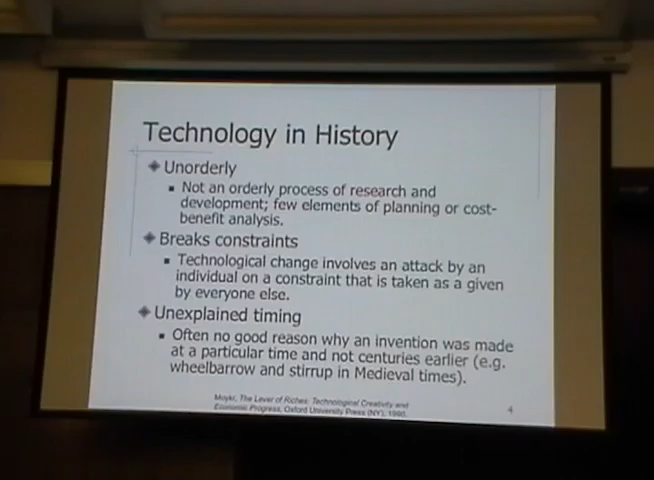 Technology in History
Unorderly
Not an orderly process of research and
development; few elements of planning or cost-
benefit analysis.
Breaks constraints
Technological change involves an attack by an
individual on a constraint that is taken as a given
by everyone else.
Unexplained timing
Often no good reason why an invention was made
at a particular time and not centuries earlier (e.g.
wheelbarrow and stirrup in Medieval times).
Moykr, The Lever of Riches: Technological Creativity and
Economic Progress, Oxford University Press (NY), 1990.
4